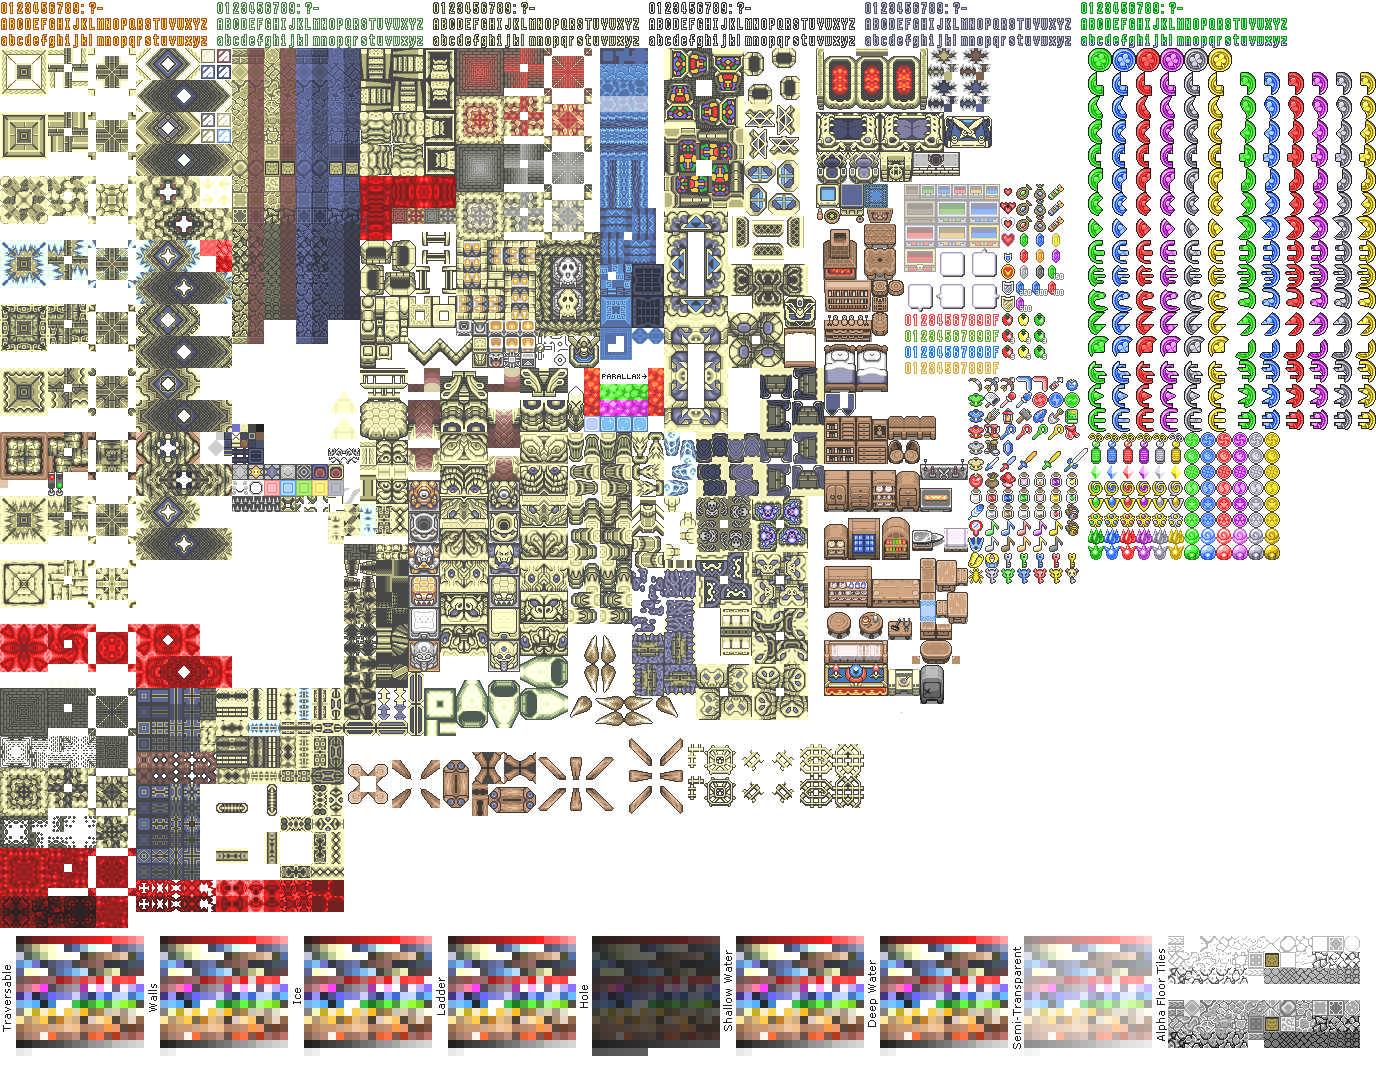 0123456789:?-
ABCDEFGHIJKLMNOPQRSTUVWXYZ
abcdefghijklmnopqrstuvwxyz
0123456789:?-
ABCDEFGHIJKLMNOPQRSTUVWXYZ
abcdefghijklmnopqrstuvwxyz
0123456789:?-
ABCDEFGHIJKLMNOPQRSTUVWXYZ
abcdefghijklmnopqrstuvwxyz
0123456789:?-
ABCDEFGHIJKLMNOPQRSTUVWXYZ
abcdefghijklmnopqrstuvwxyz
0123456789:?-
ABCDEFGHIJKLMNOPQRSTUVWXYZ
abcdefghijklmnopqrstuvwxyz
0123456789:?-
ABCDEFGHIJKLMNOPQRSTUVWXYZ
abcdefghijklmnopqrstuvwxyz
0123456789BF
0123456789BF
0123456789BF
0123456789BF
PARALLAX→
Traversable
Walls
Ice
Ladder
Hole
Shallow Water
Deep Water
Semi-Transparent
Alpha Floor Tiles